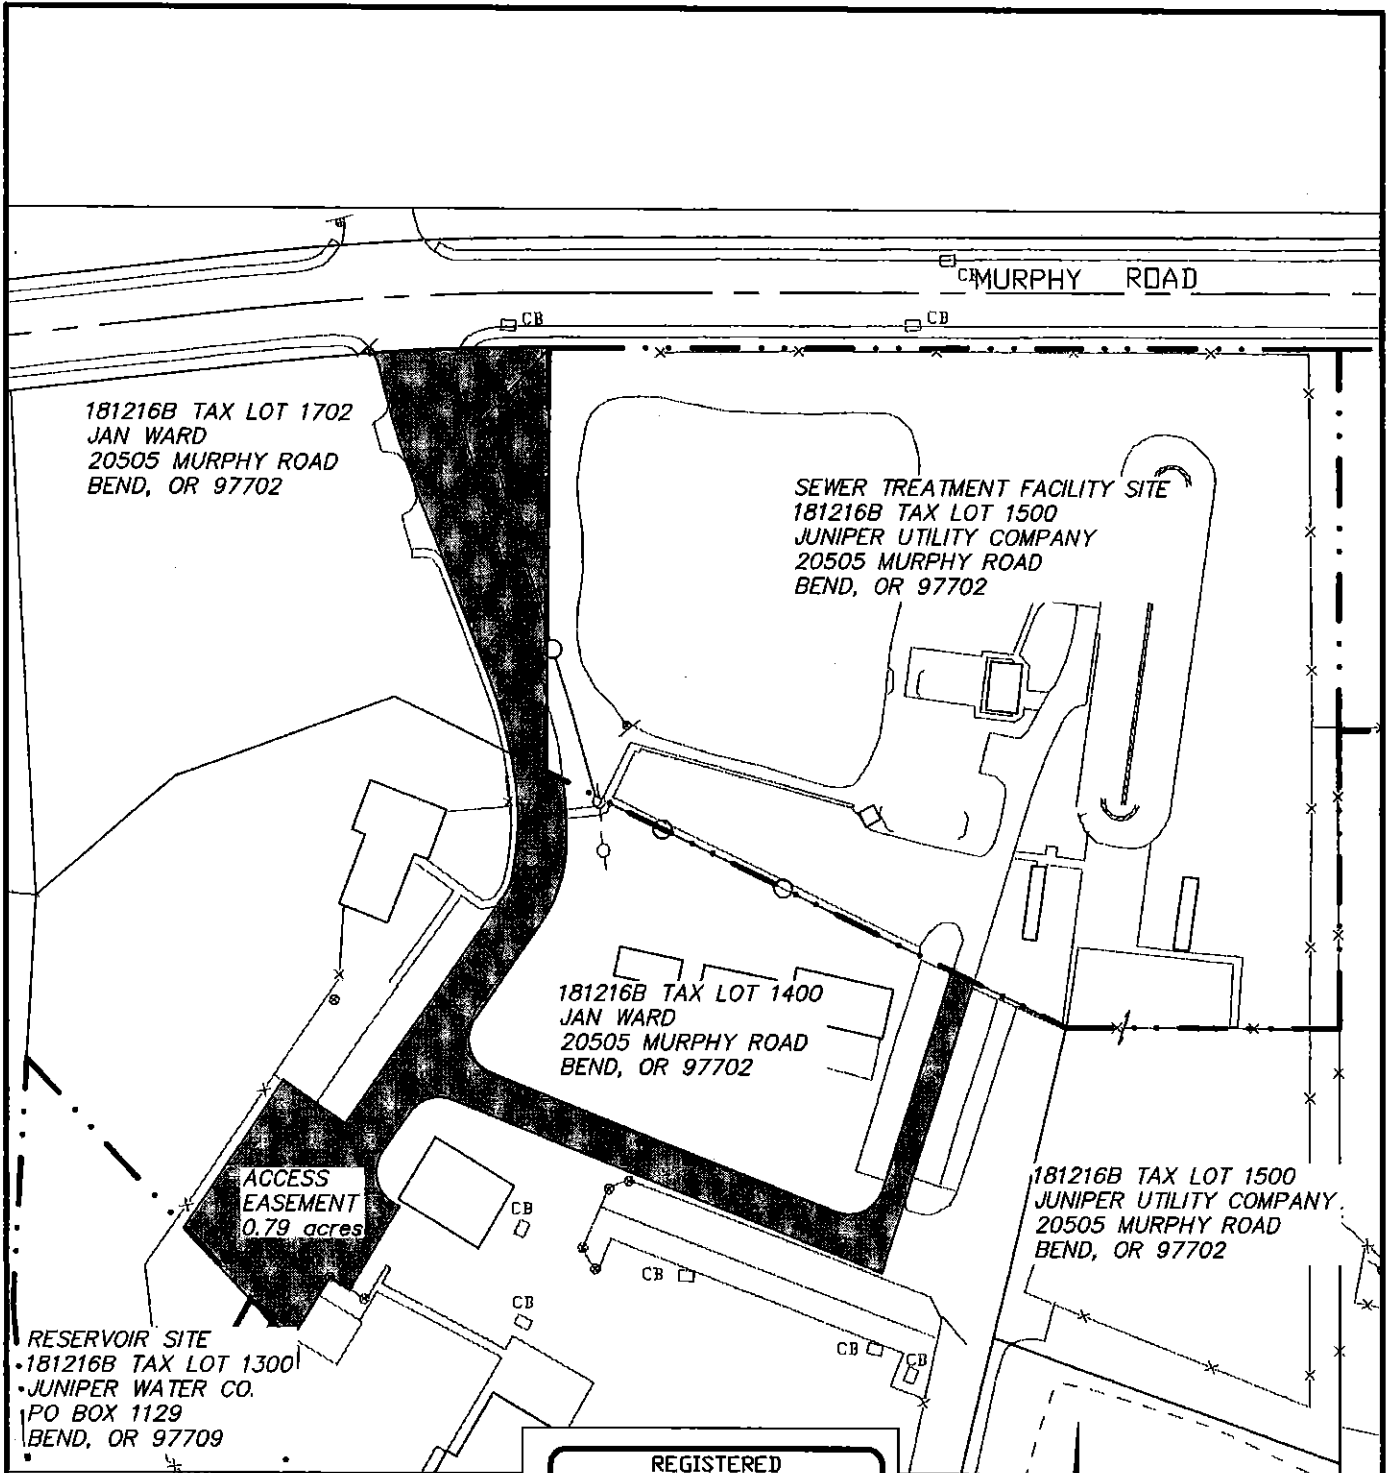 CB
MURPHY ROAD
CB
CB
181216B TAX LOT 1702
JAN WARD
20505 MURPHY ROAD
BEND, OR 97702
SEWER TREATMENT FACILITY SITE
181216B TAX LOT 1500
JUNIPER UTILITY COMPANY
20505 MURPHY ROAD
BEND, OR 97702
181216B TAX LOT 1400
JAN WARD
20505 MURPHY ROAD
BEND, OR 97702
ACCESS
EASEMENT
0.79 acres
181216B TAX LOT 1500
JUNIPER UTILITY COMPANY
20505 MURPHY ROAD
BEND, OR 97702
CB
CB
CB
CB
CB
RESERVOIR SITE
181216B TAX LOT 1300
JUNIPER WATER CO.
PO BOX 1129
BEND, OR 97709
REGISTERED